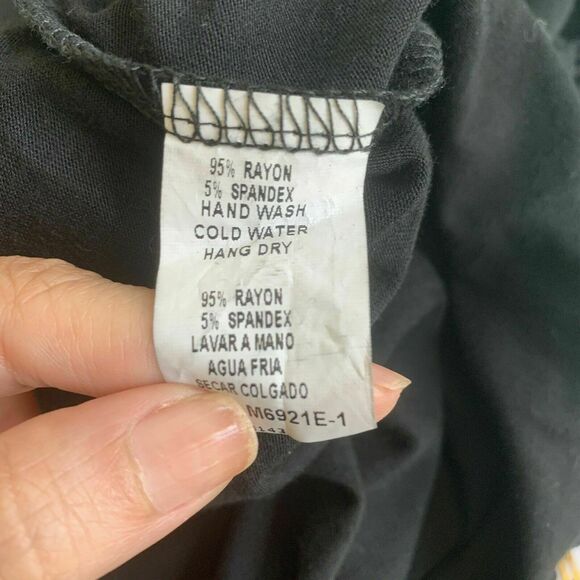 95% RAYON
5% SPANDEX
HAND WASH
COLD WATER
HANG DRY
95% RAYON
5% SPANDEX
LAVAR A MANO
AGUA FRIA
SECAR COLGADO
M6921E-1